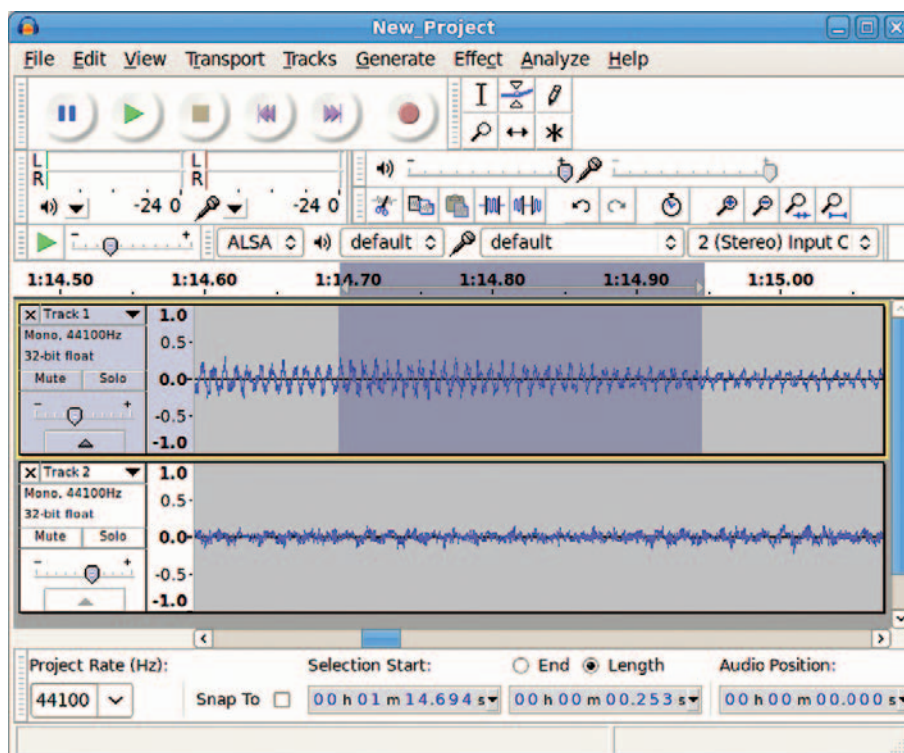 New_Project
File Edit View Transport Tracks Generate Effect Analyze Help
L
R
-24 0
L
R
-24 0
ALSA default default 2 (Stereo) Input C
1:14.50 1:14.60 1:14.70 1:14.80 1:14.90 1:15.00
X Track 1
Mono, 44100Hz
32-bit float
Mute Solo
- +
1.0
0.5
0.0
-0.5
-1.0
X Track 2
Mono, 44100Hz
32-bit float
Mute Solo
- +
1.0
0.5
0.0
-0.5
-1.0
Project Rate (Hz): Selection Start: End Length Audio Position:
44100 Snap To 00 h 01 m 14.694 s 00 h 00 m 00.253 s 00 h 00 m 00.000 s